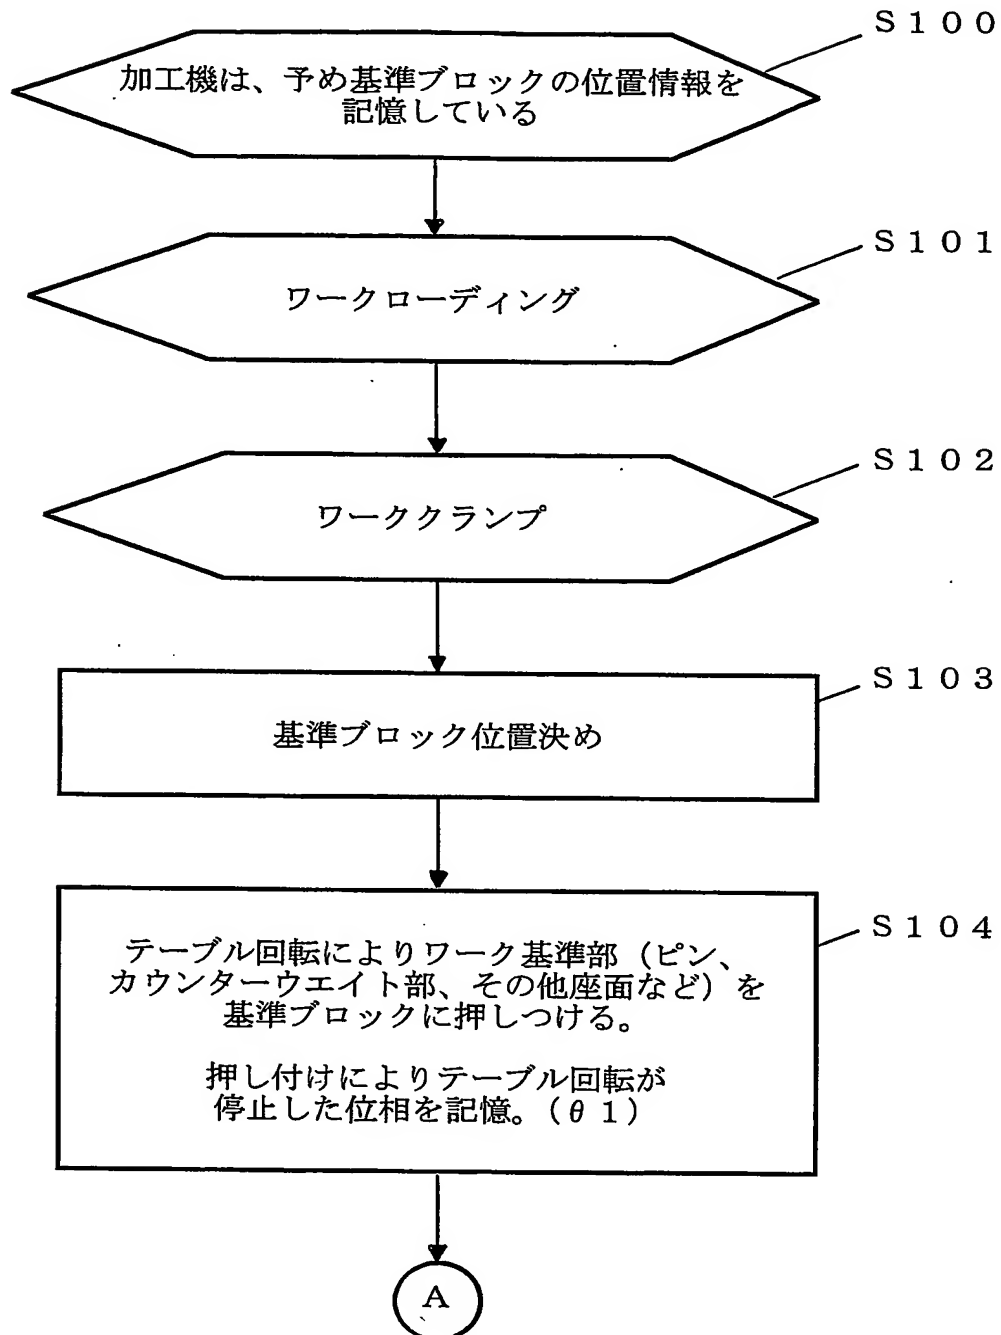 S100
加工機は、予め基準ブロックの位置情報を
記憶している
S101
ワークローディング
S102
ワーククランプ
S103
基準ブロック位置決め
S104
テーブル回転によりワーク基準部（ピン、
カウンターウエイト部、その他座面など）を
基準ブロックに押しつける。
押し付けによりテーブル回転が
停止した位相を記憶。（θ1）
A